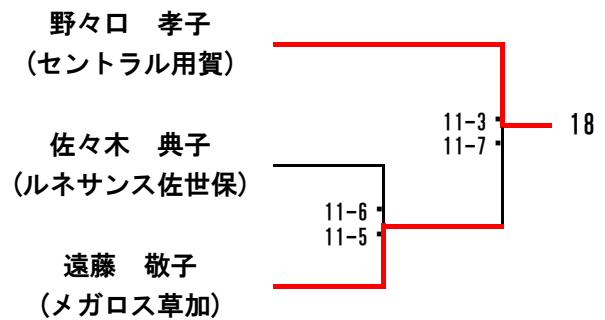 野々口　孝子
（セントラル用賀）
11-3
11-7
18
佐々木　典子
（ルネサンス佐世保）
11-6
11-5
遠藤　敬子
（メガロス草加）